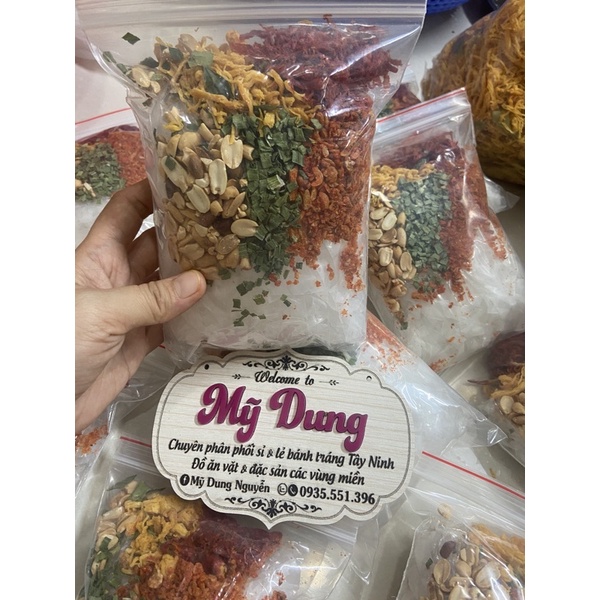 Welcome to
Mỹ Dung
Chuyên phân phối sỉ & lẻ bánh tráng Tây Ninh
Đồ ăn vặt & đặc sản các vùng miền
Mỹ Dung Nguyễn 0935.551.396